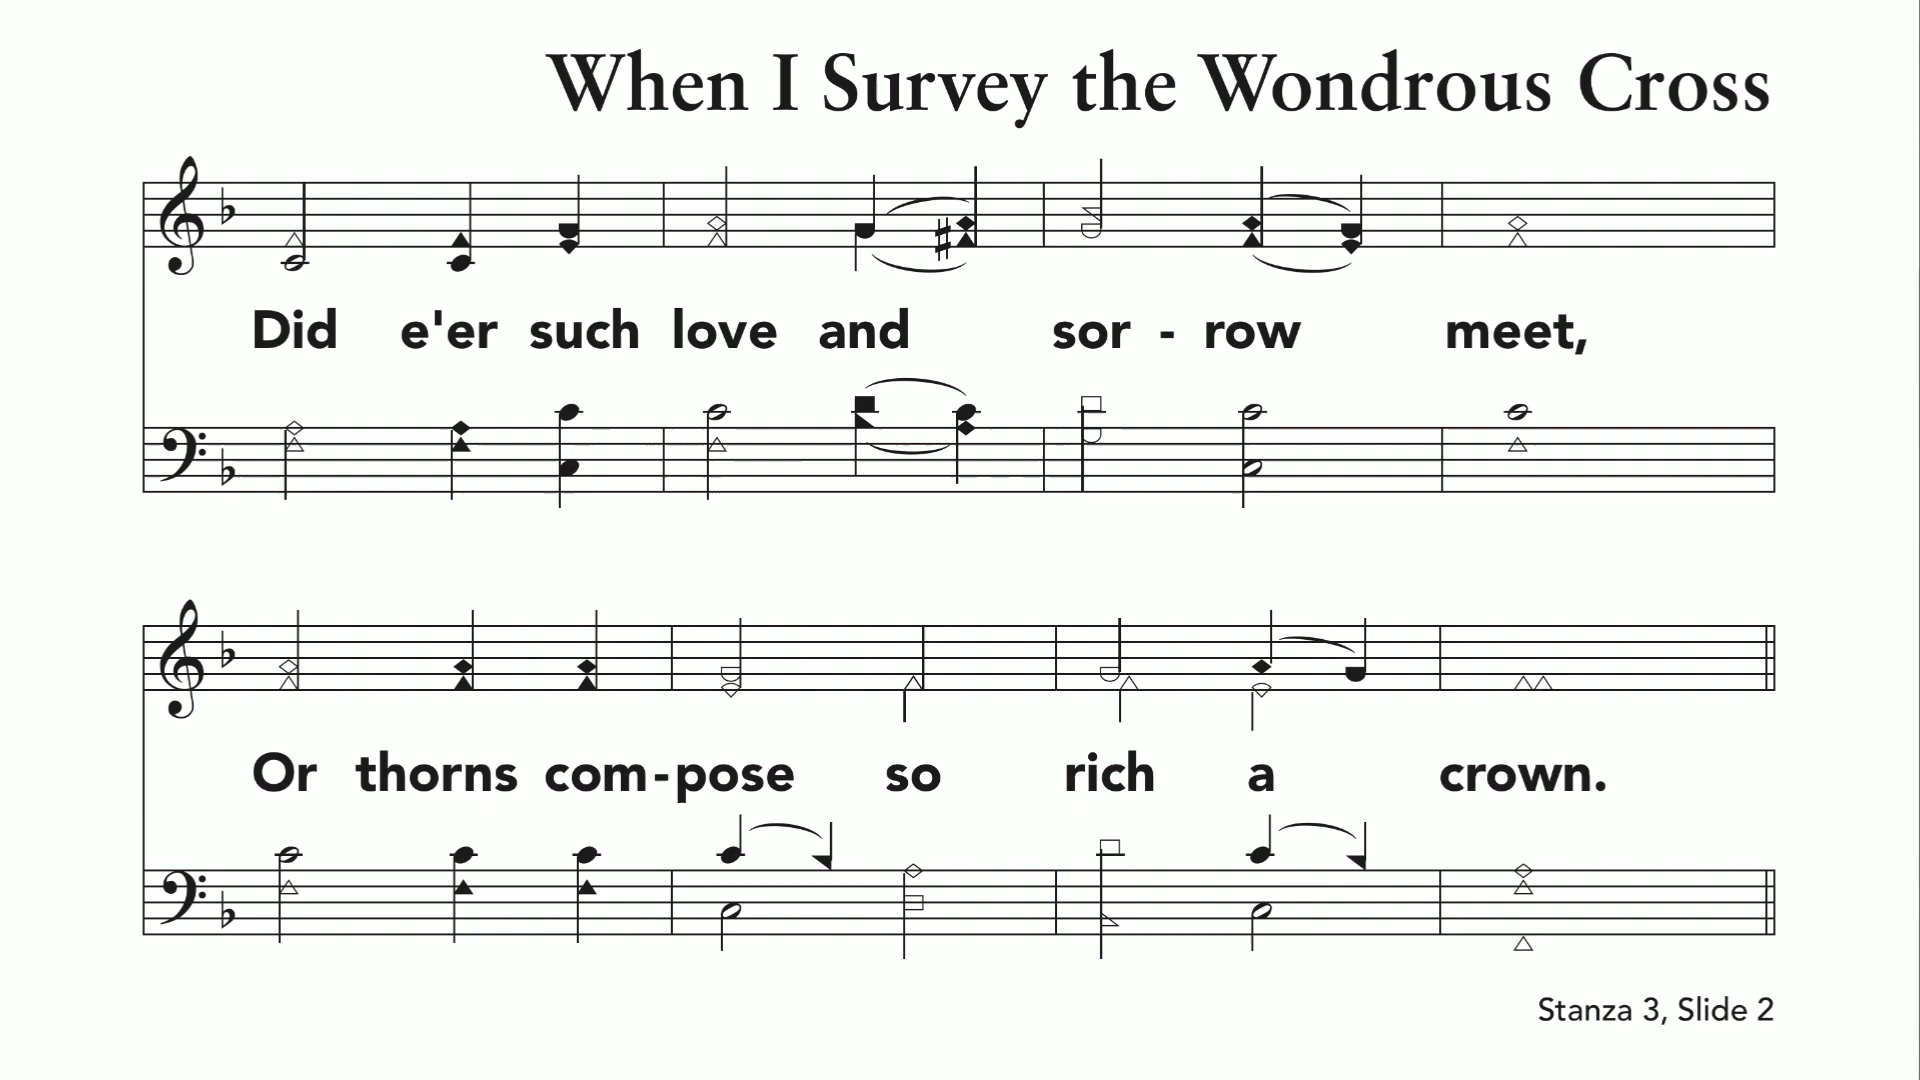 When I Survey the Wondrous Cross
Did e'er such love and sor - row meet,
Or thorns com-pose so rich a crown.
Stanza 3, Slide 2